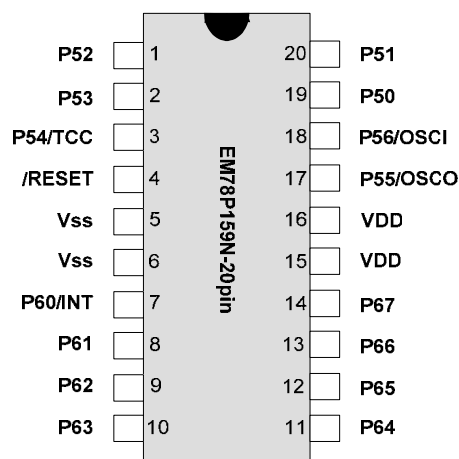 P52 1 20 P51
P53 2 19 P50
P54/TCC 3 18 P56/OSCI
/RESET 4 17 P55/OSCO
Vss 5 16 VDD
Vss 6 15 VDD
P60/INT 7 14 P67
P61 8 13 P66
P62 9 12 P65
P63 10 11 P64
EM78P159N-20pin